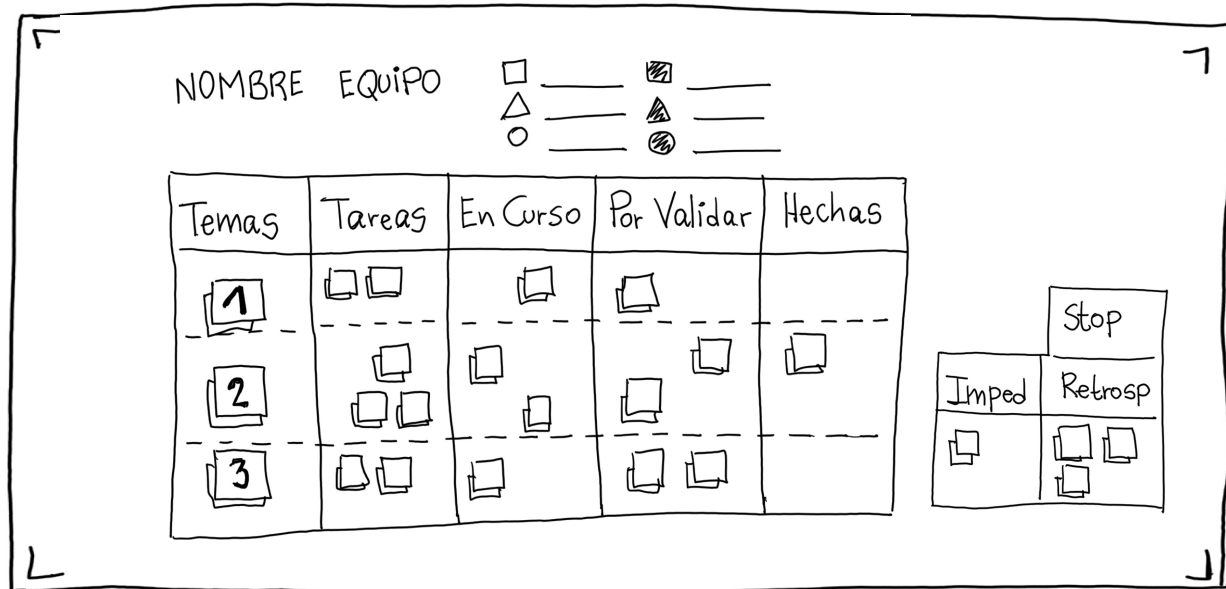 NOMBRE EQUiPO
Temas Tareas En Curso Por Validar Hechas
1
2
3
Stop
Imped Retrosp